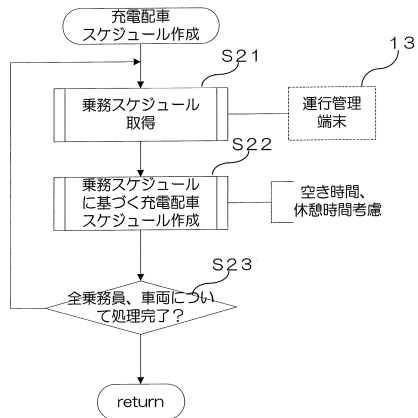 充電配車
スケジュール作成
S21
13
乗務スケジュール
取得
運行管理
端末
S22
乗務スケジュール
に基づく充電配車
スケジュール作成
空き時間、
休憩時間考慮
S23
全乗務員、車両につい
て処理完了？
return